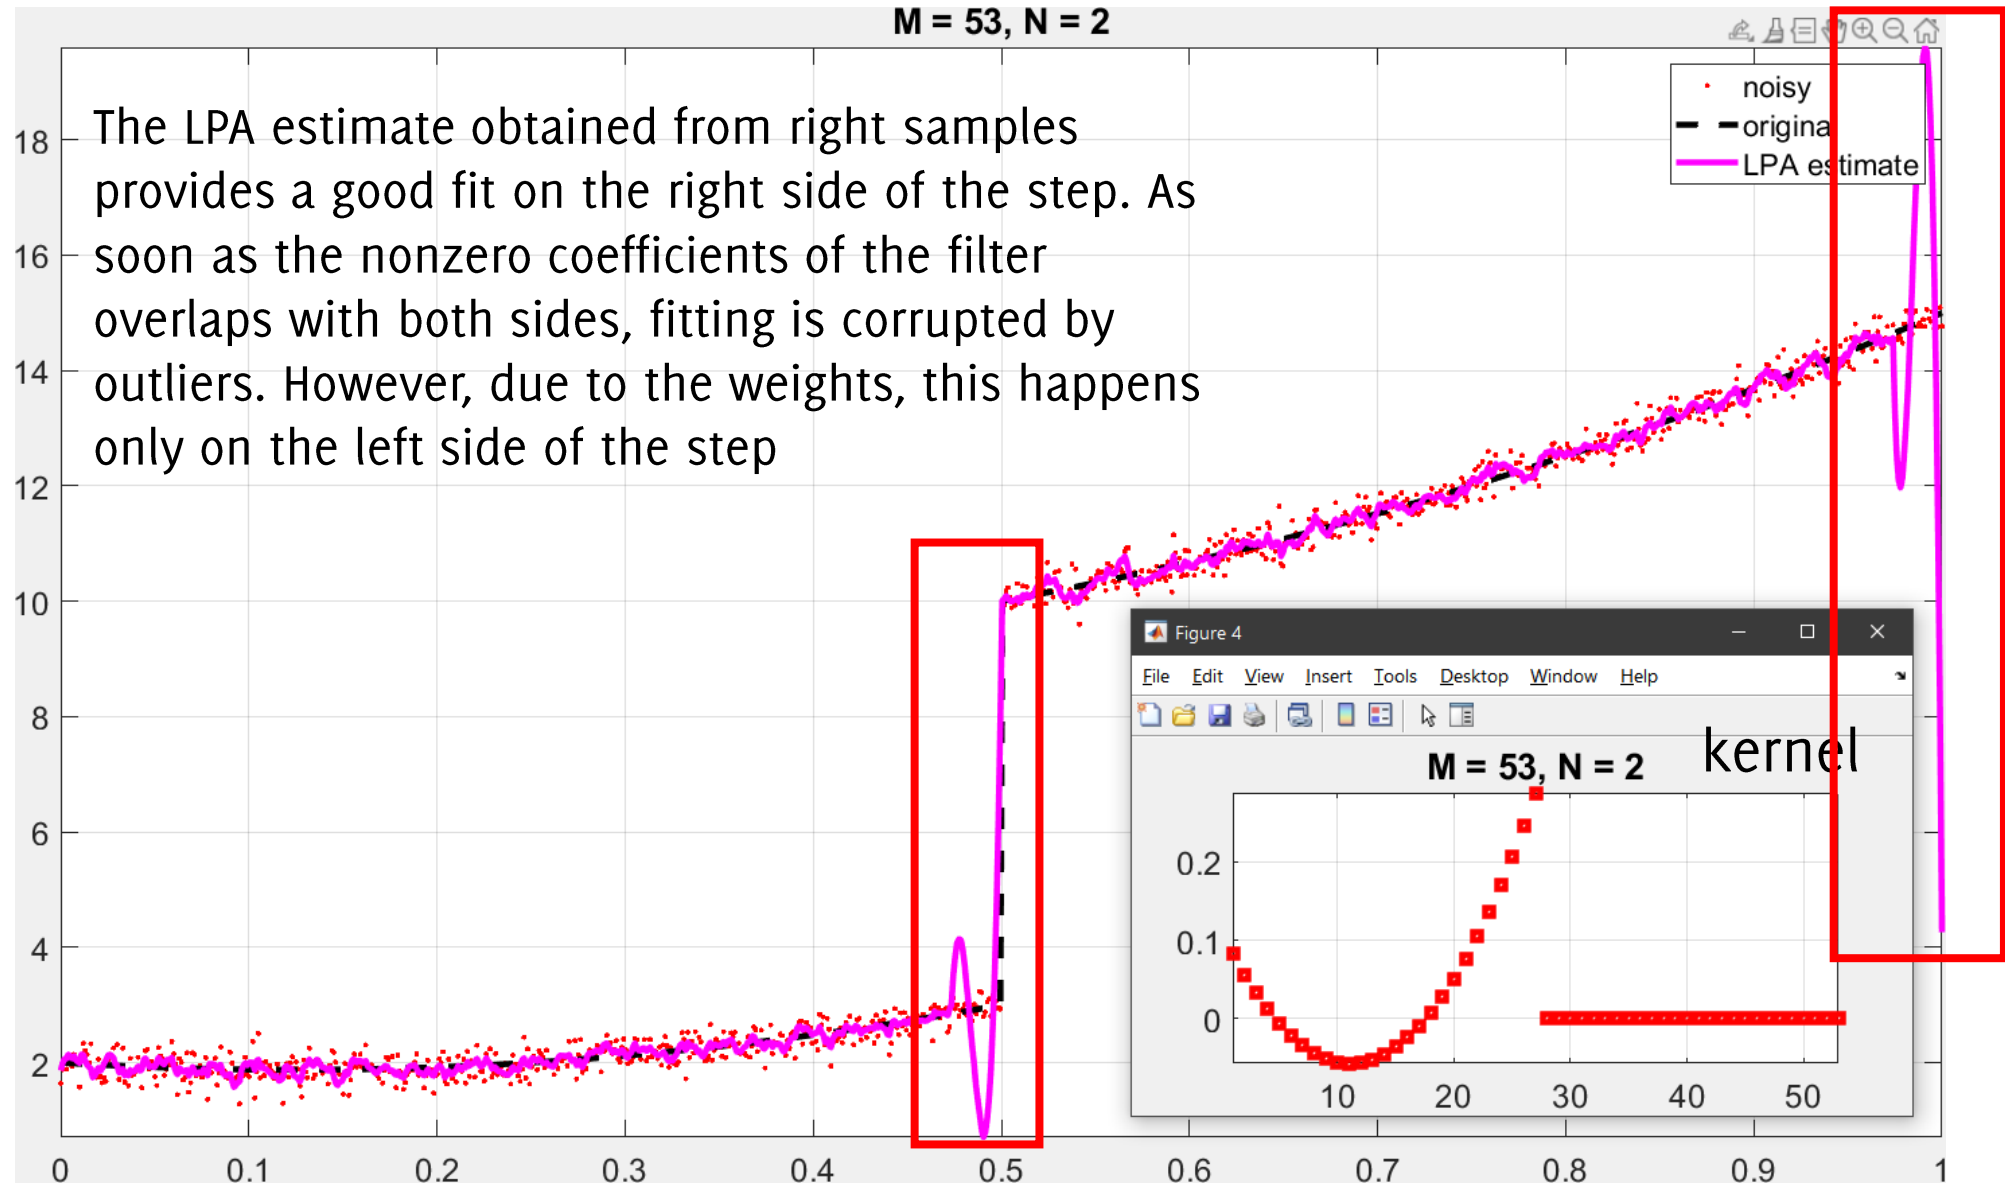 M = 53, N = 2
noisy
origina
LPA estimate
The LPA estimate obtained from right samples
provides a good fit on the right side of the step. As
soon as the nonzero coefficients of the filter
overlaps with both sides, fitting is corrupted by
outliers. However, due to the weights, this happens
only on the left side of the step
18
16
14
12
10
8
6
4
2
0 0.1 0.2 0.3 0.4 0.5 0.6 0.7 0.8 0.9 1
Figure 4
File Edit View Insert Tools Desktop Window Help
kernel
M = 53, N = 2
0.2
0.1
0
10 20 30 40 50